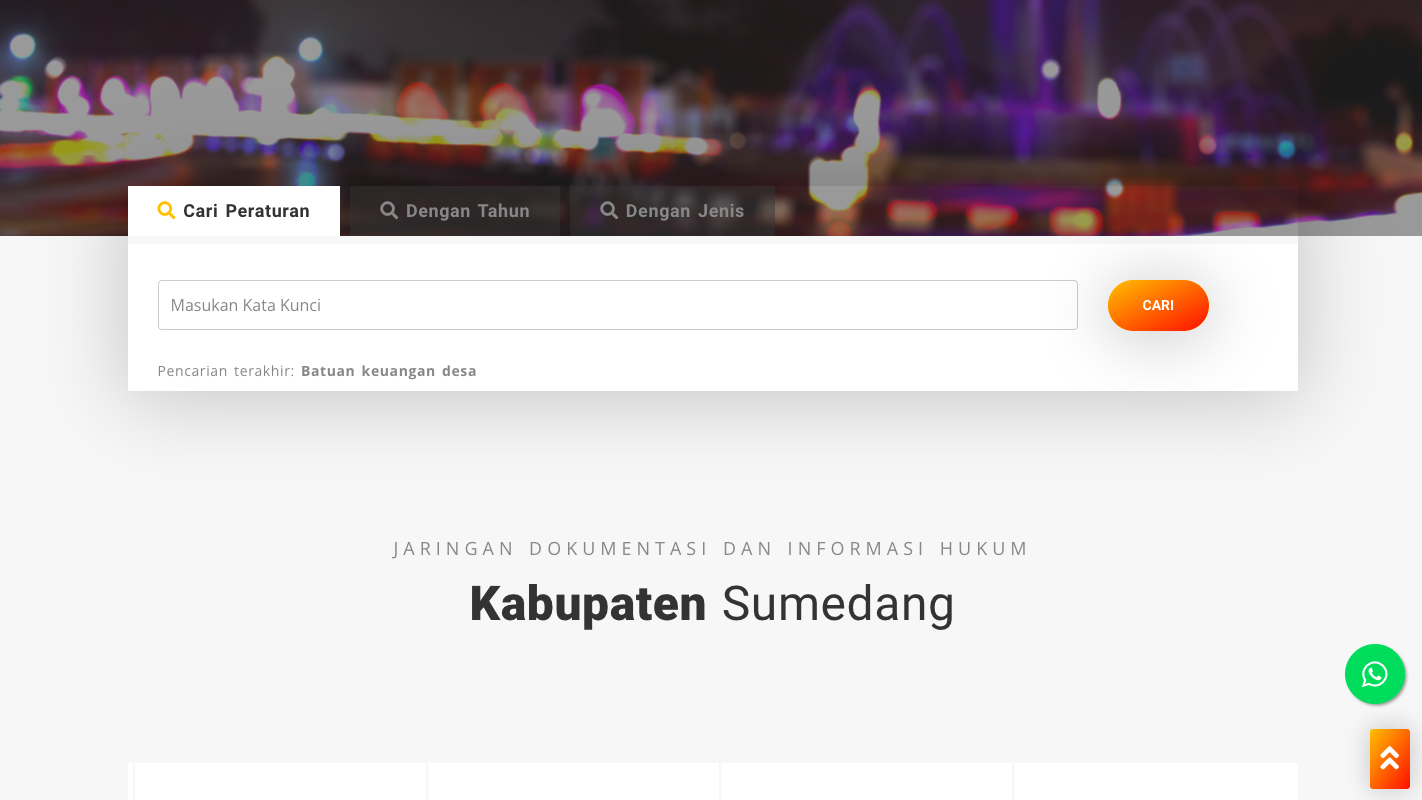 Cari Peraturan
Dengan Tahun
Dengan Jenis
Masukan Kata Kunci
CARI
Pencarian terakhir: Batuan keuangan desa
JARINGAN DOKUMENTASI DAN INFORMASI HUKUM
Kabupaten Sumedang